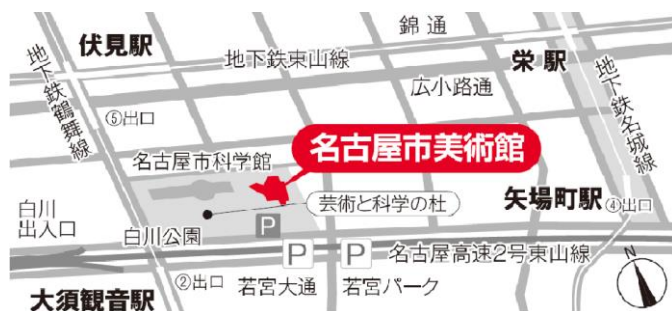 錦通
伏見駅
地下鉄東山線
栄駅
地下鉄鶴舞線
広小路通
地下鉄名城線
⑤出口
名古屋市科学館
名古屋市美術館
芸術と科学の杜
矢場町駅
④出口
白川
出入口
白川公園
P
P
P
名古屋高速2号東山線
N
②出口
若宮大通
若宮パーク
大須観音駅